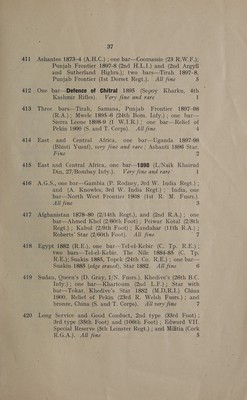 37
411 Ashantee 1873-4 (A.H.C.) ; one bar—Coomassie (23 R.W.F.);
Punjab Frontier 1897-8 (2nd H.L.I.) and (2nd Argyll
and Sutherland Highrs.); two bars—Tirah 1897-8,
Punjab Frontier (1st Dorset Regt.). All fine 5
412 One bar—Defence of Chitral 1895 (Sepoy Kharku, 4th
Kashmir Rifles). Very fine and rare 1
413 Three bars—Tirah, Samana, Punjab Frontier 1897-98
(R.A.) ; Mwele 1895-6 (24th Bom. Infy.) ; one bar—
Sierra Leone 1898-9 (1 W.I.R.) ; one bar—Relief of
Pekin 1900 (S. and T. Corps). All fine 4
414 East and Central Africa, one bar—Uganda 1897-98
(Bhisti Yusuf), very fine and rare ; Ashanti 1896 Star.
Fine 2
415 East and Central Africa, one bar—1898 (L.Naik Khairud
Din, 27/Bombay Infy.). Very fine and rare 1
416 A.G.S., one bar—Gambia (P. Rodney, 3rd W. India Regt.)
and (A. Knowles, 3rd W. India Regt.) ; India, one
bar—North West Frontier 1908 (1st R. M. Fusrs.).
All fine 3
417 Afghanistan 1878-80 (2/14th Regt.), and (2nd R.A.) ; one
bar—Ahmed Khel (2/60th Foot) ; Peiwar Kotal (2/8th
Regt.) ; Kabul (2/9th Foot) ; Kandahar (11th R.A.) ;
Roberts' Star (2/60th Foot). All fine 7
418 Egypt 1882 (R.E.), one bar—Tel-el-Kebir (C. Tp. R.E.) ;
two bars—Tel-el-Kebir, The Nile 1884-85 (C. Tp.
R.E.); Suakin 1885, Tofrek (24th Co. R.E.) ; one bar—
Suakin 1885 (edge erased), Star 1882. All fine 6
419 Sudan, Queen's (D. Gray, I/N. Fusrs.), Khedive's (26th B.C.
Infy.) ; one bar—Khartoum (2nd L.F.) ; Star with
bar—Tokar, Khedive's Star 1882 (M.D.R.I.) China
1900, Relief of Pekin (23rd R. Welsh Fusrs.) ; and
bronze, China (S. and T. Corps). All very fine 7
420 Long Service and Good Conduct, 2nd type (33rd Foot) ;
3rd type (38th Foot) and (108th Foot) ; Edward VII.
Special Reserve (5th Leinster Regt.) ; and Militia (Cork
R.G.A.). All fine 5